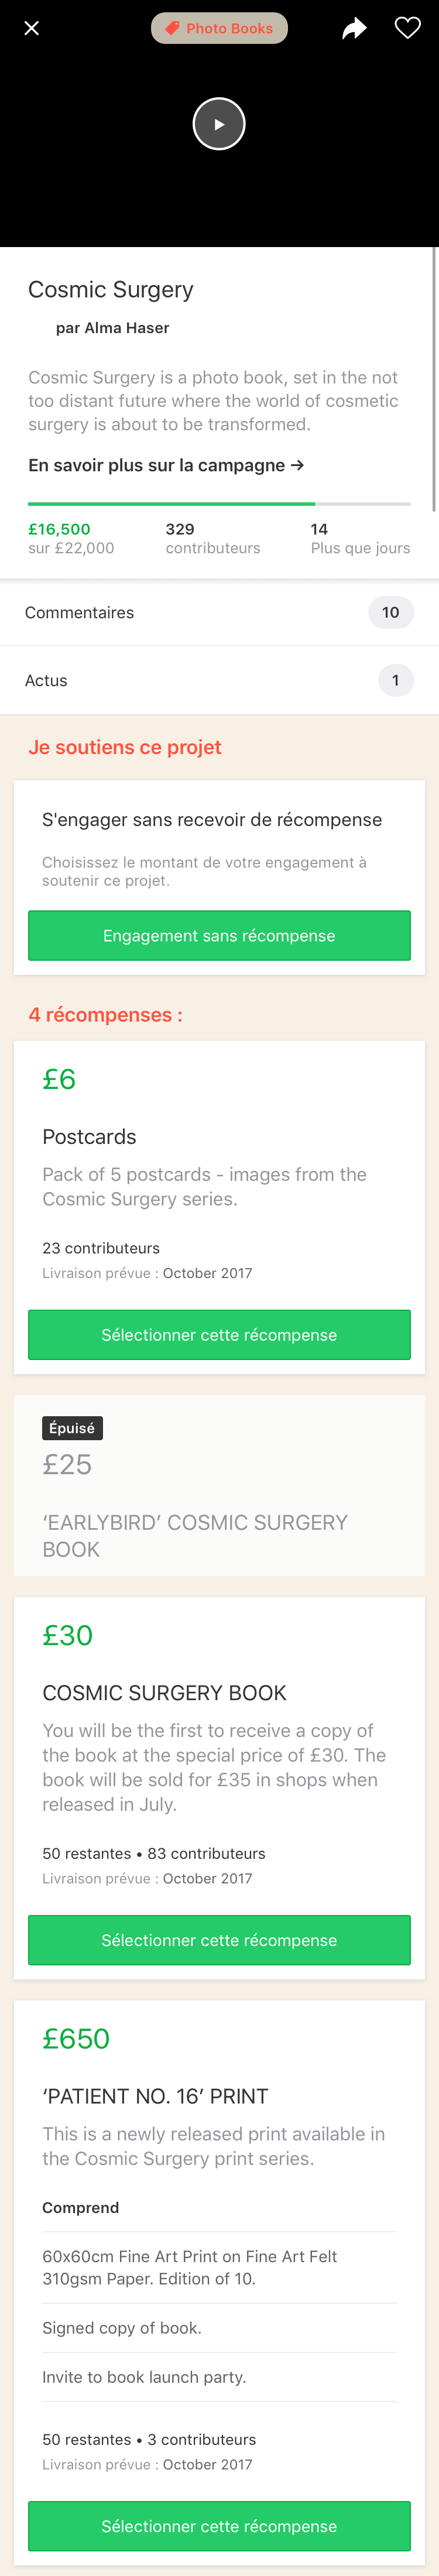 Photo Books
Cosmic Surgery
par Alma Haser
Cosmic Surgery is a photo book, set in the not
too distant future where the world of cosmetic
surgery is about to be transformed.
En savoir plus sur la campagne →
£16,500
sur £22,000
329
contributeurs
14
Plus que jours
Commentaires
10
Actus
1
Je soutiens ce projet
S'engager sans recevoir de récompense
Choisissez le montant de votre engagement à
soutenir ce projet.
Engagement sans récompense
4 récompenses :
£6
Postcards
Pack of 5 postcards - images from the
Cosmic Surgery series.
23 contributeurs
Livraison prévue : October 2017
Sélectionner cette récompense
Épuisé
£25
‘EARLYBIRD’ COSMIC SURGERY
BOOK
£30
COSMIC SURGERY BOOK
You will be the first to receive a copy of
the book at the special price of £30. The
book will be sold for £35 in shops when
released in July.
50 restantes • 83 contributeurs
Livraison prévue : October 2017
Sélectionner cette récompense
£650
‘PATIENT NO. 16’ PRINT
This is a newly released print available in
the Cosmic Surgery print series.
Comprend
60x60cm Fine Art Print on Fine Art Felt
310gsm Paper. Edition of 10.
Signed copy of book.
Invite to book launch party.
50 restantes • 3 contributeurs
Livraison prévue : October 2017
Sélectionner cette récompense